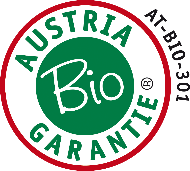 AUSTRIA
Bio
GARANTIE
®
AT-BIO-301